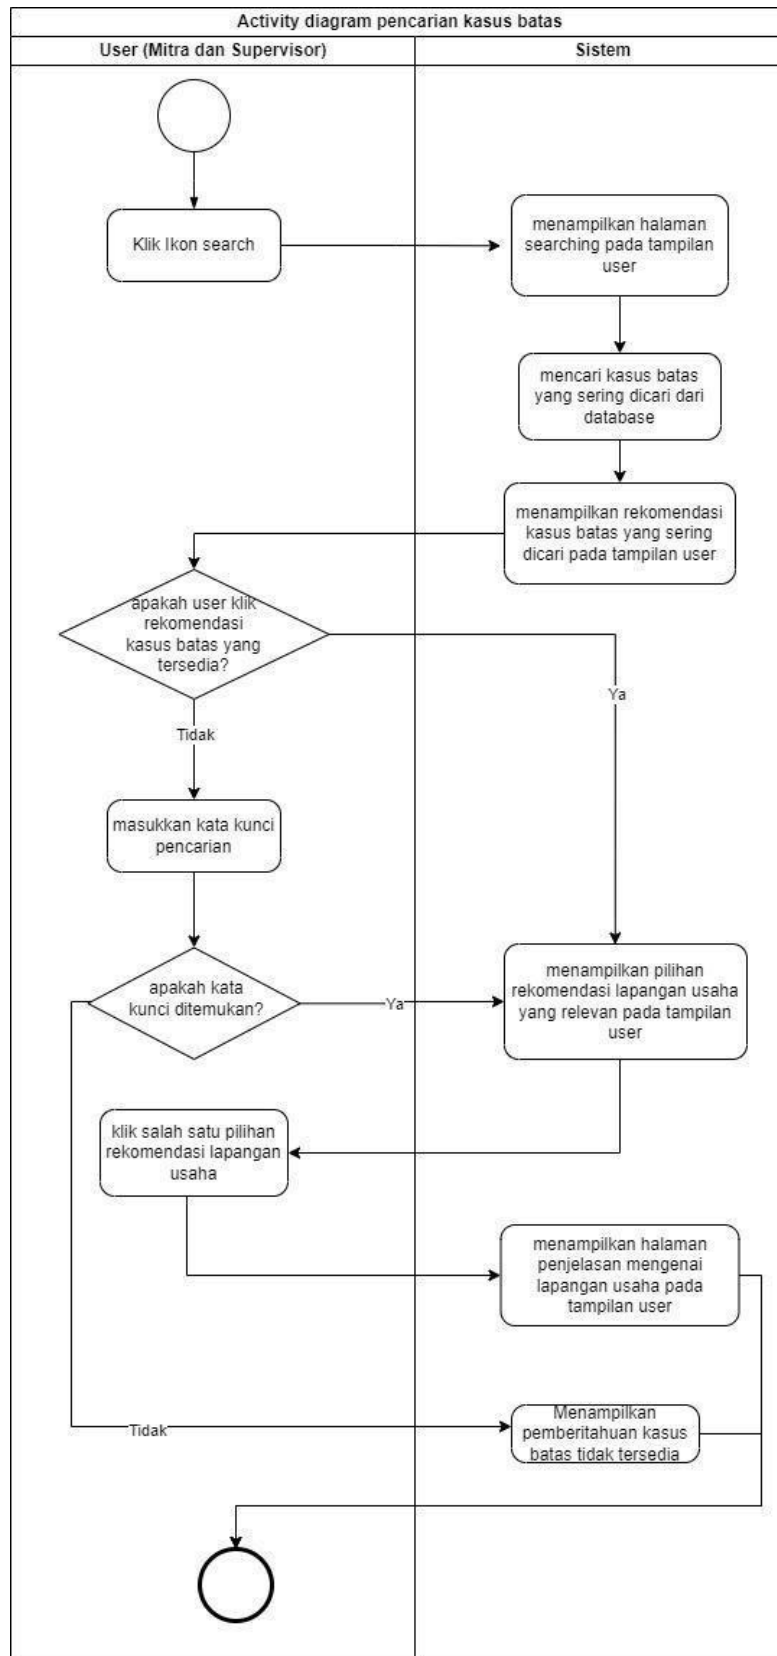 Activity diagram pencarian kasus batas
User (Mitra dan Supervisor)
Sistem
Klik Ikon search
menampilkan halaman
searching pada tampilan
user
mencari kasus batas
yang sering dicari dari
database
menampilkan rekomendasi
kasus batas yang sering
dicari pada tampilan user
apakah user klik
rekomendasi
kasus batas yang
tersedia?
Ya
Tidak
masukkan kata kunci
pencarian
apakah kata
kunci ditemukan?
Ya
menampilkan pilihan
rekomendasi lapangan usaha
yang relevan pada tampilan
user
klik salah satu pilihan
rekomendasi lapangan
usaha
menampilkan halaman
penjelasan mengenai
lapangan usaha pada
tampilan user
Tidak
Menampilkan
pemberitahuan kasus
batas tidak tersedia